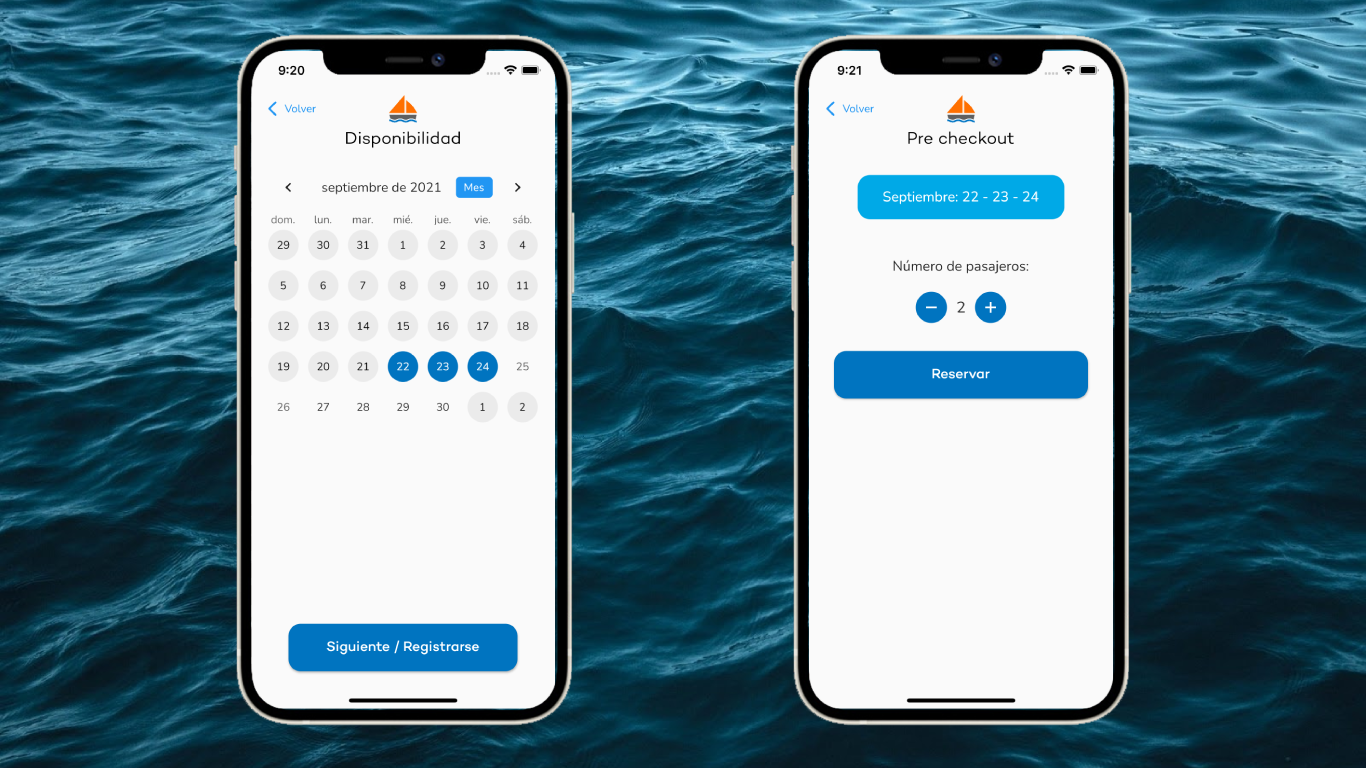 9:20
Volver
Disponibilidad
septiembre de 2021 Mes
dom. lun. mar. mié. jue. vie. sáb.
29 30 31 1 2 3 4
5 6 7 8 9 10 11
12 13 14 15 16 17 18
19 20 21 22 23 24 25
26 27 28 29 30 1 2
Siguiente / Registrarse
9:21
Volver
Pre checkout
Septiembre: 22 - 23 - 24
Número de pasajeros:
2
Reservar